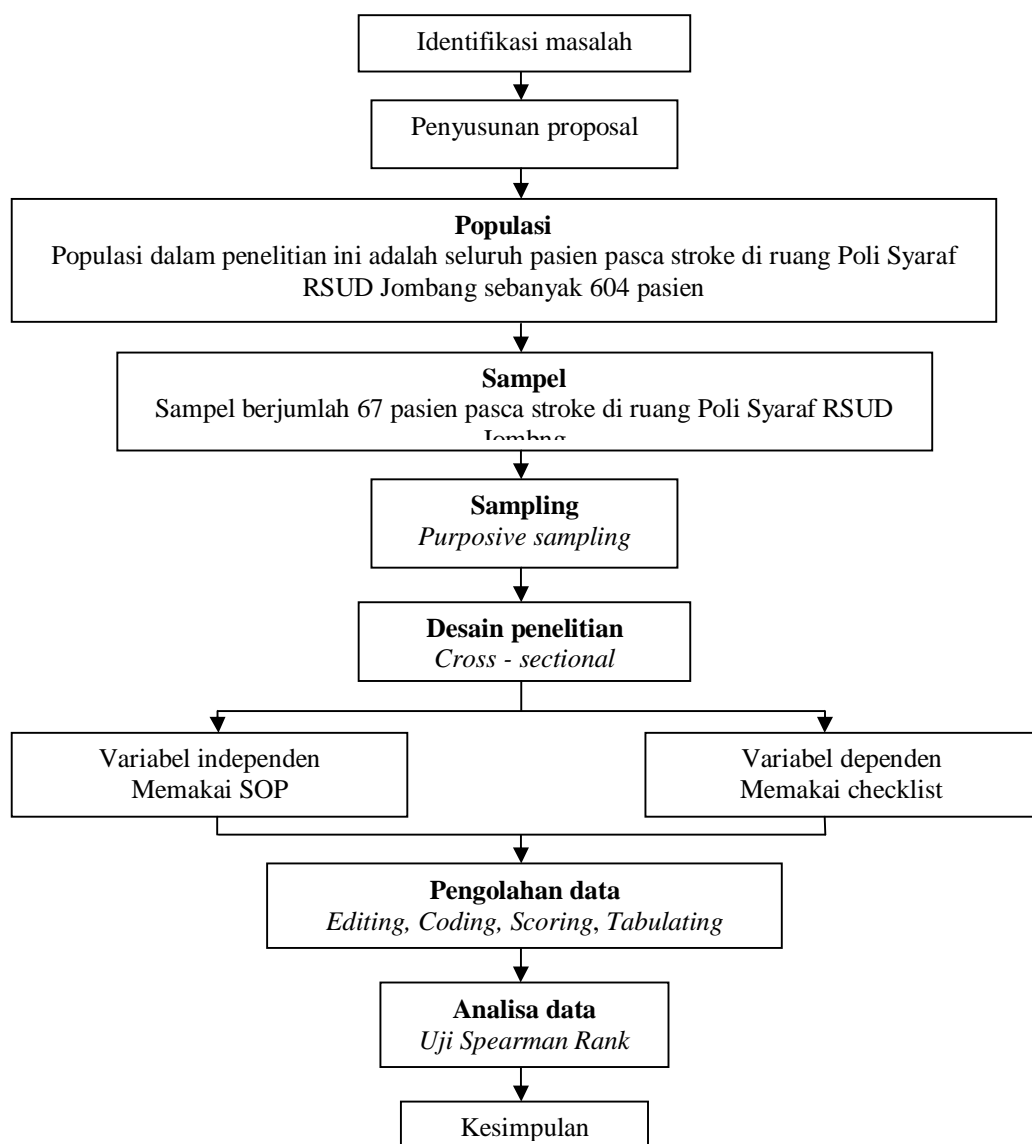 Identifikasi masalah
Penyusunan proposal
Populasi
Populasi dalam penelitian ini adalah seluruh pasien pasca stroke di ruang Poli Syaraf
RSUD Jombang sebanyak 604 pasien
Sampel
Sampel berjumlah 67 pasien pasca stroke di ruang Poli Syaraf RSUD
Jombng
Sampling
Purposive sampling
Desain penelitian
Cross - sectional
Variabel independen
Memakai SOP
Variabel dependen
Memakai checklist
Pengolahan data
Editing, Coding, Scoring, Tabulating
Analisa data
Uji Spearman Rank
Kesimpulan